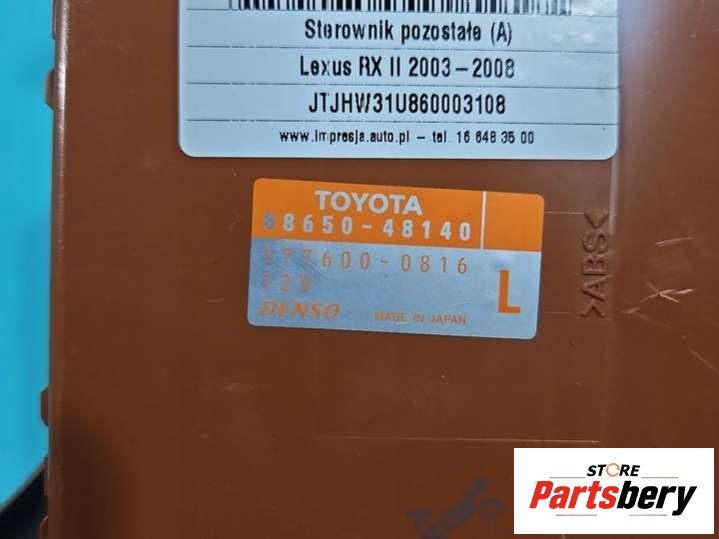 Sterownik pozostałe (A)
Lexus RX II 2003-2008
JTJHW31U860003108
www.impresja.auto.pl - tel. 16 648 35 00
TOYOTA
88650-48140
177600-0816
12V
L
DENSO
MADE IN JAPAN
>ABS<
STORE
Partsbery